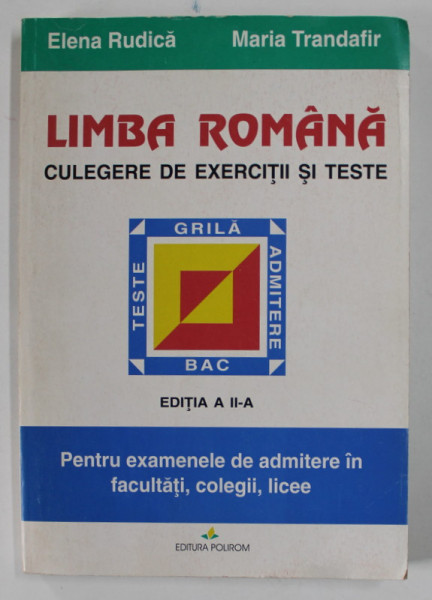 Elena Rudică Maria Trandafir
LIMBA ROMÂNĂ
CULEGERE DE EXERCIȚII ȘI TESTE
GRILĂ
TESTE
ADMITERE
BAC
EDIȚIA A II-A
Pentru examenele de admitere în
facultăți, colegii, licee
EDITURA POLIROM